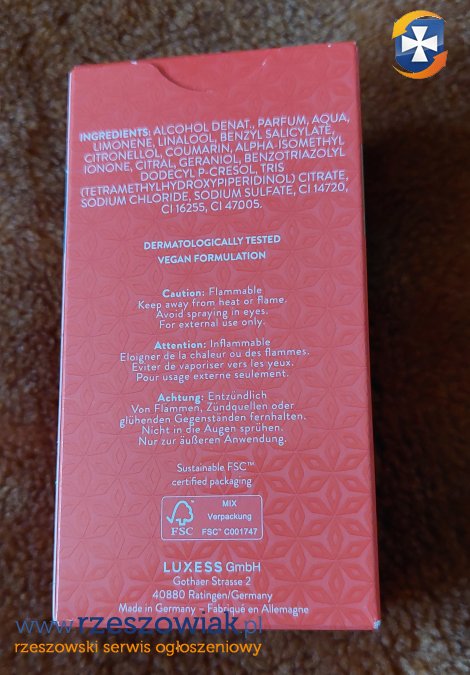 INGREDIENTS: ALCOHOL DENAT., PARFUM, AQUA,
LIMONENE, LINALOOL, BENZYL SALICYLATE,
CITRONELLOL, COUMARIN, ALPHA-ISOMETHYL
IONONE, CITRAL, GERANIOL, BENZOTRIAZOLYL
DODECYL P-CRESOL, TRIS
(TETRAMETHYLHYDROXYPIPERIDINOL) CITRATE,
SODIUM CHLORIDE, SODIUM SULFATE, CI 14720,
CI 16255, CI 47005.
DERMATOLOGICALLY TESTED
VEGAN FORMULATION
Caution: Flammable
Keep away from heat or flame.
Avoid spraying in eyes.
For external use only.
Attention: Inflammable
Eloigner de la chaleur ou des flammes.
Eviter de vaporiser vers les yeux.
Pour usage externe seulement.
Achtung: Entzündlich
Von Flammen, Zündquellen oder
glühenden Gegenständen fernhalten.
Nicht in die Augen sprühen.
Nur zur äußeren Anwendung.
Sustainable FSC™
certified packaging
FSC
MIX
Verpackung
FSC® C001747
LUXESS GmbH
Gothaer Strasse 2
40880 Ratingen/Germany
Made in Germany – Fabriqué en Allemagne
www.rzeszowiak.pl
rzeszowski serwis ogłoszeniowy